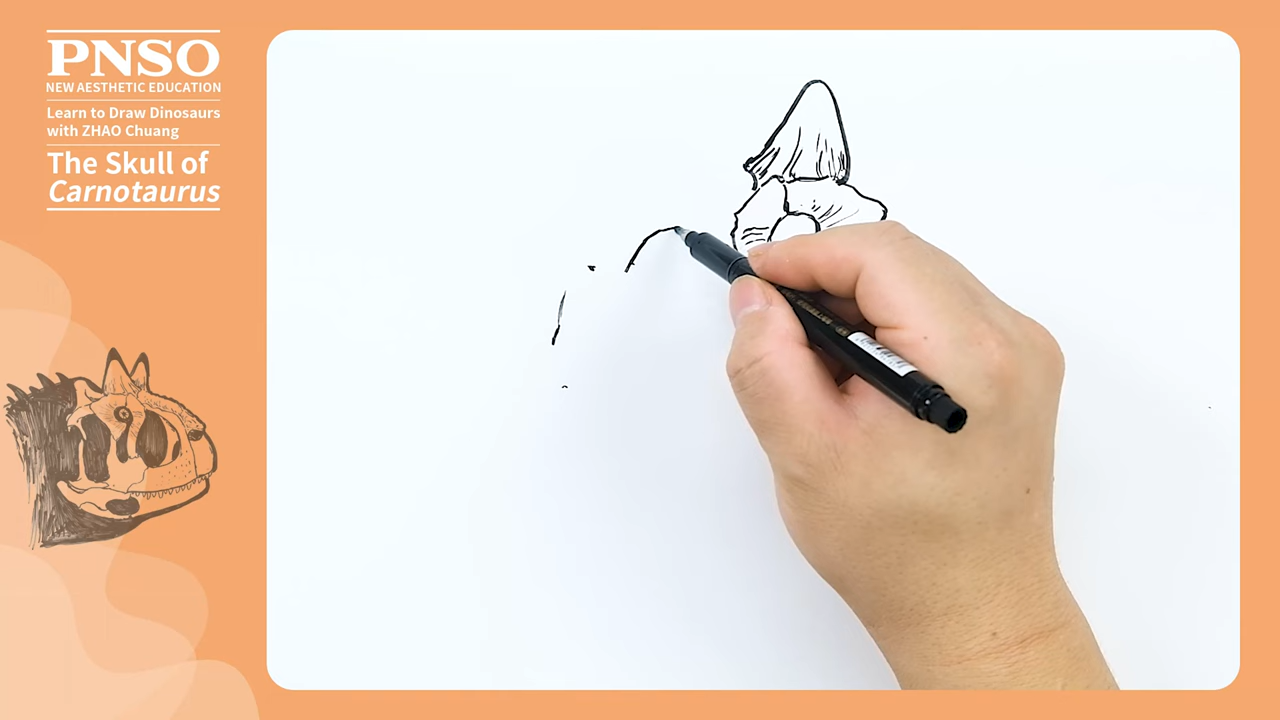 PNSO
NEW AESTHETIC EDUCATION
Learn to Draw Dinosaurs
with ZHAO Chuang
The Skull of
Carnotaurus